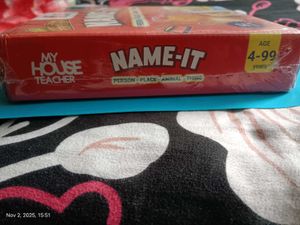 MY
HOUSE
TEACHER
NAME-IT
PERSON - PLACE - ANIMAL - THING
AGE
4-99
years
Nov 2, 2025, 15:51